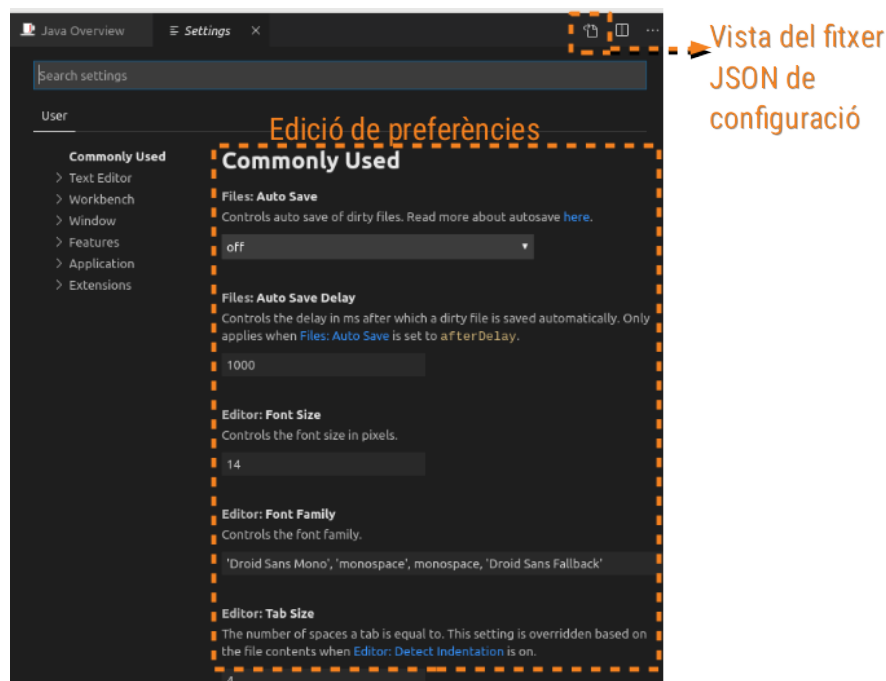 Java Overview
Settings
Vista del fitxer
JSON de
configuració
Search settings
User
Edició de preferències
Commonly Used
Text Editor
Workbench
Window
Features
Application
Extensions
Commonly Used
Files: Auto Save
Controls auto save of dirty files. Read more about autosave here.
off
Files: Auto Save Delay
Controls the delay in ms after which a dirty file is saved automatically. Only
applies when Files: Auto Save is set to afterDelay.
1000
Editor: Font Size
Controls the font size in pixels.
14
Editor: Font Family
Controls the font family.
'Droid Sans Mono', 'monospace', monospace, 'Droid Sans Fallback'
Editor: Tab Size
The number of spaces a tab is equal to. This setting is overridden based on
the file contents when Editor: Detect Indentation is on.
4